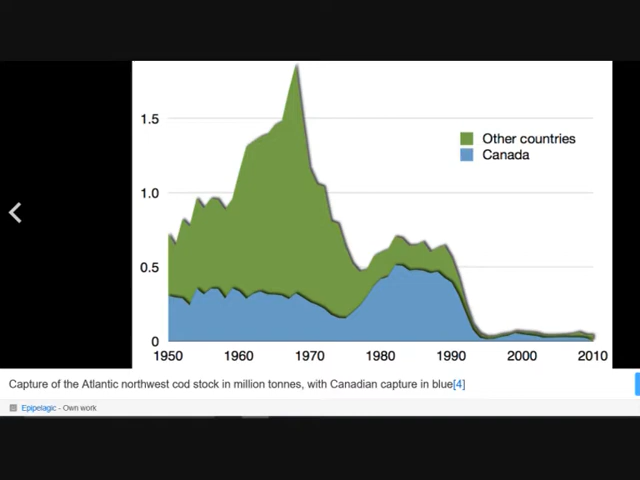 1.5
Other countries
Canada
1.0
0.5
0
1950 1960 1970 1980 1990 2000 2010
Capture of the Atlantic northwest cod stock in million tonnes, with Canadian capture in blue[4]
Epipelagic - Own work